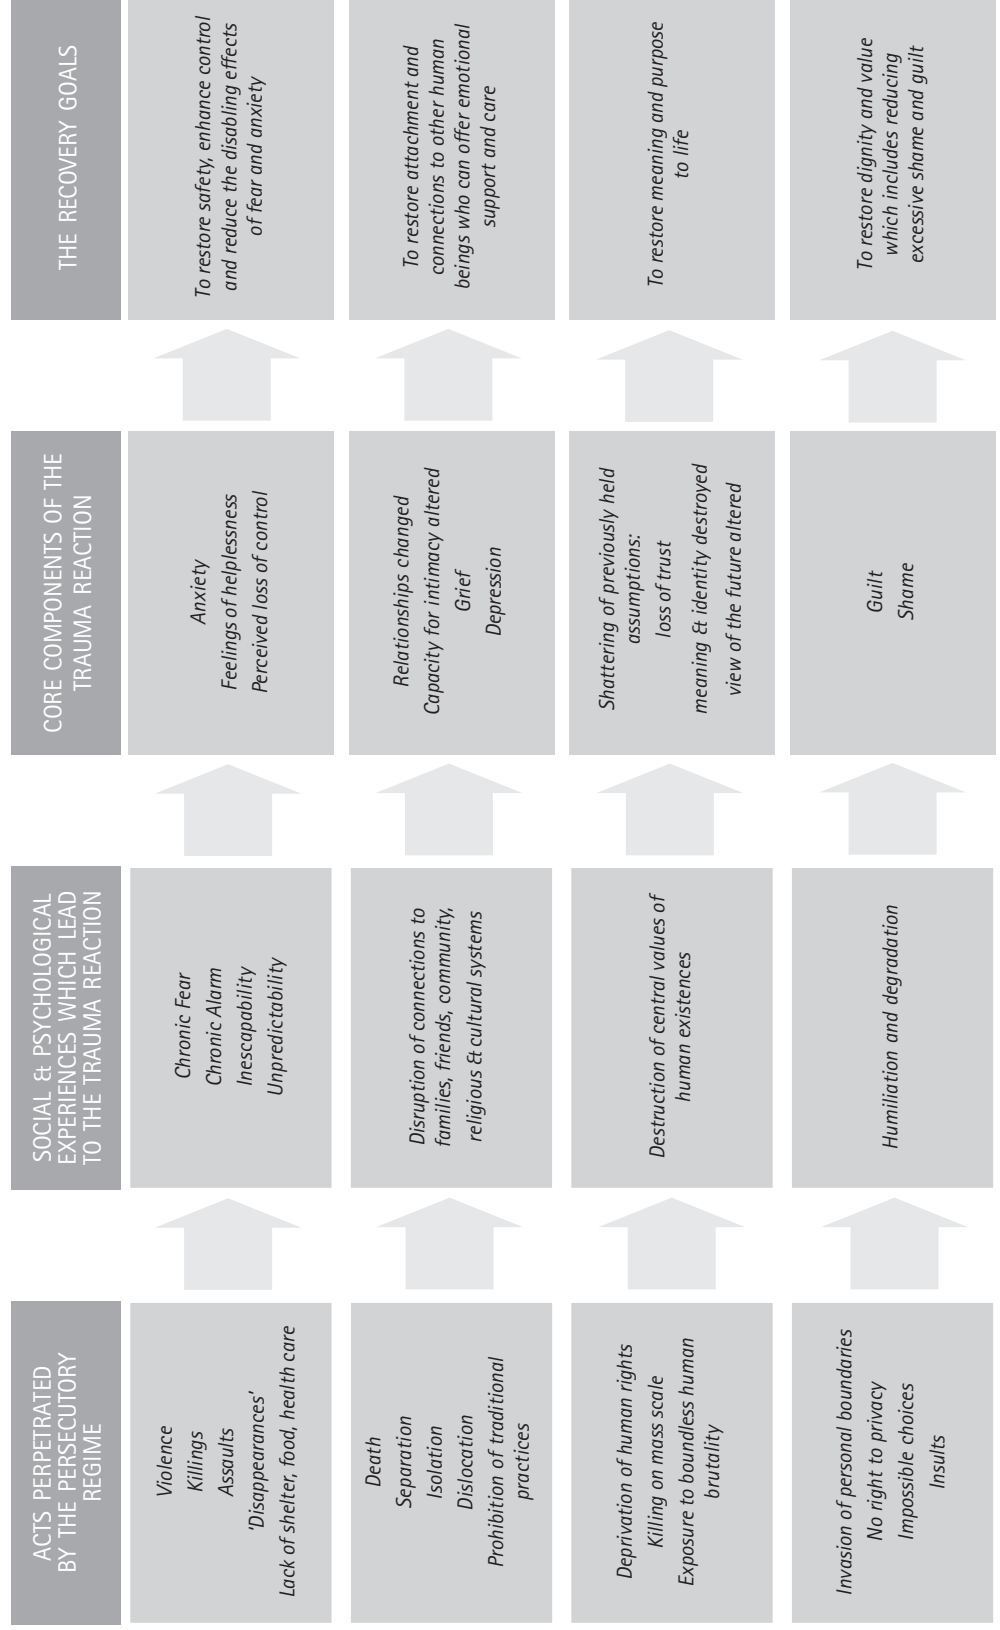 ACTS PERPETRATED
BY THE PERSECUTORY
REGIME
SOCIAL & PSYCHOLOGICAL
EXPERIENCES WHICH LEAD
TO THE TRAUMA REACTION
CORE COMPONENTS OF THE
TRAUMA REACTION
THE RECOVERY GOALS
Violence
Killings
Assaults
'Disappearances'
Lack of shelter, food, health care
Chronic Fear
Chronic Alarm
Inescapability
Unpredictability
Anxiety
Feelings of helplessness
Perceived loss of control
To restore safety, enhance control
and reduce the disabling effects
of fear and anxiety
Death
Separation
Isolation
Dislocation
Prohibition of traditional
practices
Disruption of connections to
families, friends, community,
religious & cultural systems
Relationships changed
Capacity for intimacy altered
Grief
Depression
To restore attachment and
connections to other human
beings who can offer emotional
support and care
Deprivation of human rights
Killing on mass scale
Exposure to boundless human
brutality
Destruction of central values of
human existences
Shattering of previously held
assumptions:
loss of trust
meaning & identity destroyed
view of the future altered
To restore meaning and purpose
to life
Invasion of personal boundaries
No right to privacy
Impossible choices
Insults
Humiliation and degradation
Guilt
Shame
To restore dignity and value
which includes reducing
excessive shame and guilt